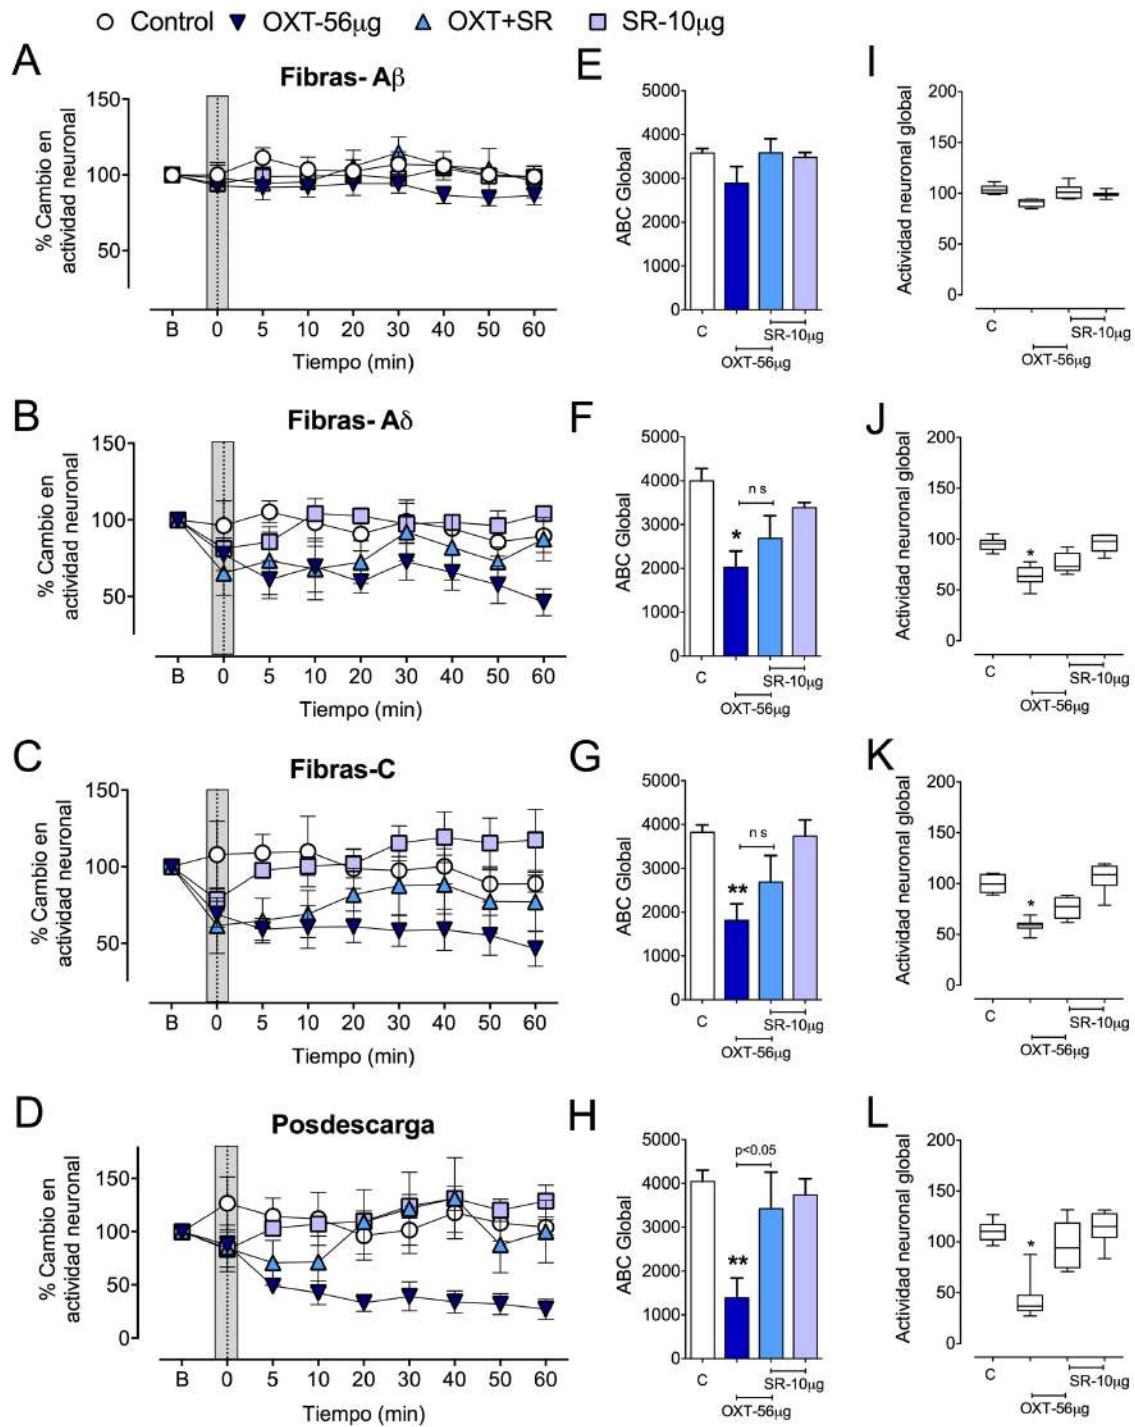 Control OXT-56µg OXT+SR SR-10µg
A
Fibras- Aβ
% Cambio en
actividad neuronal
150
100
50
B 0 5 10 20 30 40 50 60
Tiempo (min)
E
ABC Global
5000
4000
3000
2000
1000
0
C
SR-10µg
OXT-56µg
I
Actividad neuronal global
200
150
100
50
0
C
SR-10µg
OXT-56µg
B
Fibras- Aδ
% Cambio en
actividad neuronal
150
100
50
B 0 5 10 20 30 40 50 60
Tiempo (min)
F
ABC Global
5000
4000
3000
2000
1000
0
n s
*
C
SR-10µg
OXT-56µg
J
Actividad neuronal global
200
150
100
50
0
*
C
SR-10µg
OXT-56µg
C
Fibras-C
% Cambio en
actividad neuronal
150
100
50
B 0 5 10 20 30 40 50 60
Tiempo (min)
G
ABC Global
5000
4000
3000
2000
1000
0
n s
**
C
SR-10µg
OXT-56µg
K
Actividad neuronal global
200
150
100
50
0
*
C
SR-10µg
OXT-56µg
D
Posdescarga
% Cambio en
actividad neuronal
150
100
50
0
B 0 5 10 20 30 40 50 60
Tiempo (min)
H
ABC Global
5000
4000
3000
2000
1000
0
p<0.05
**
C
SR-10µg
OXT-56µg
L
Actividad neuronal global
200
150
100
50
0
*
C
SR-10µg
OXT-56µg